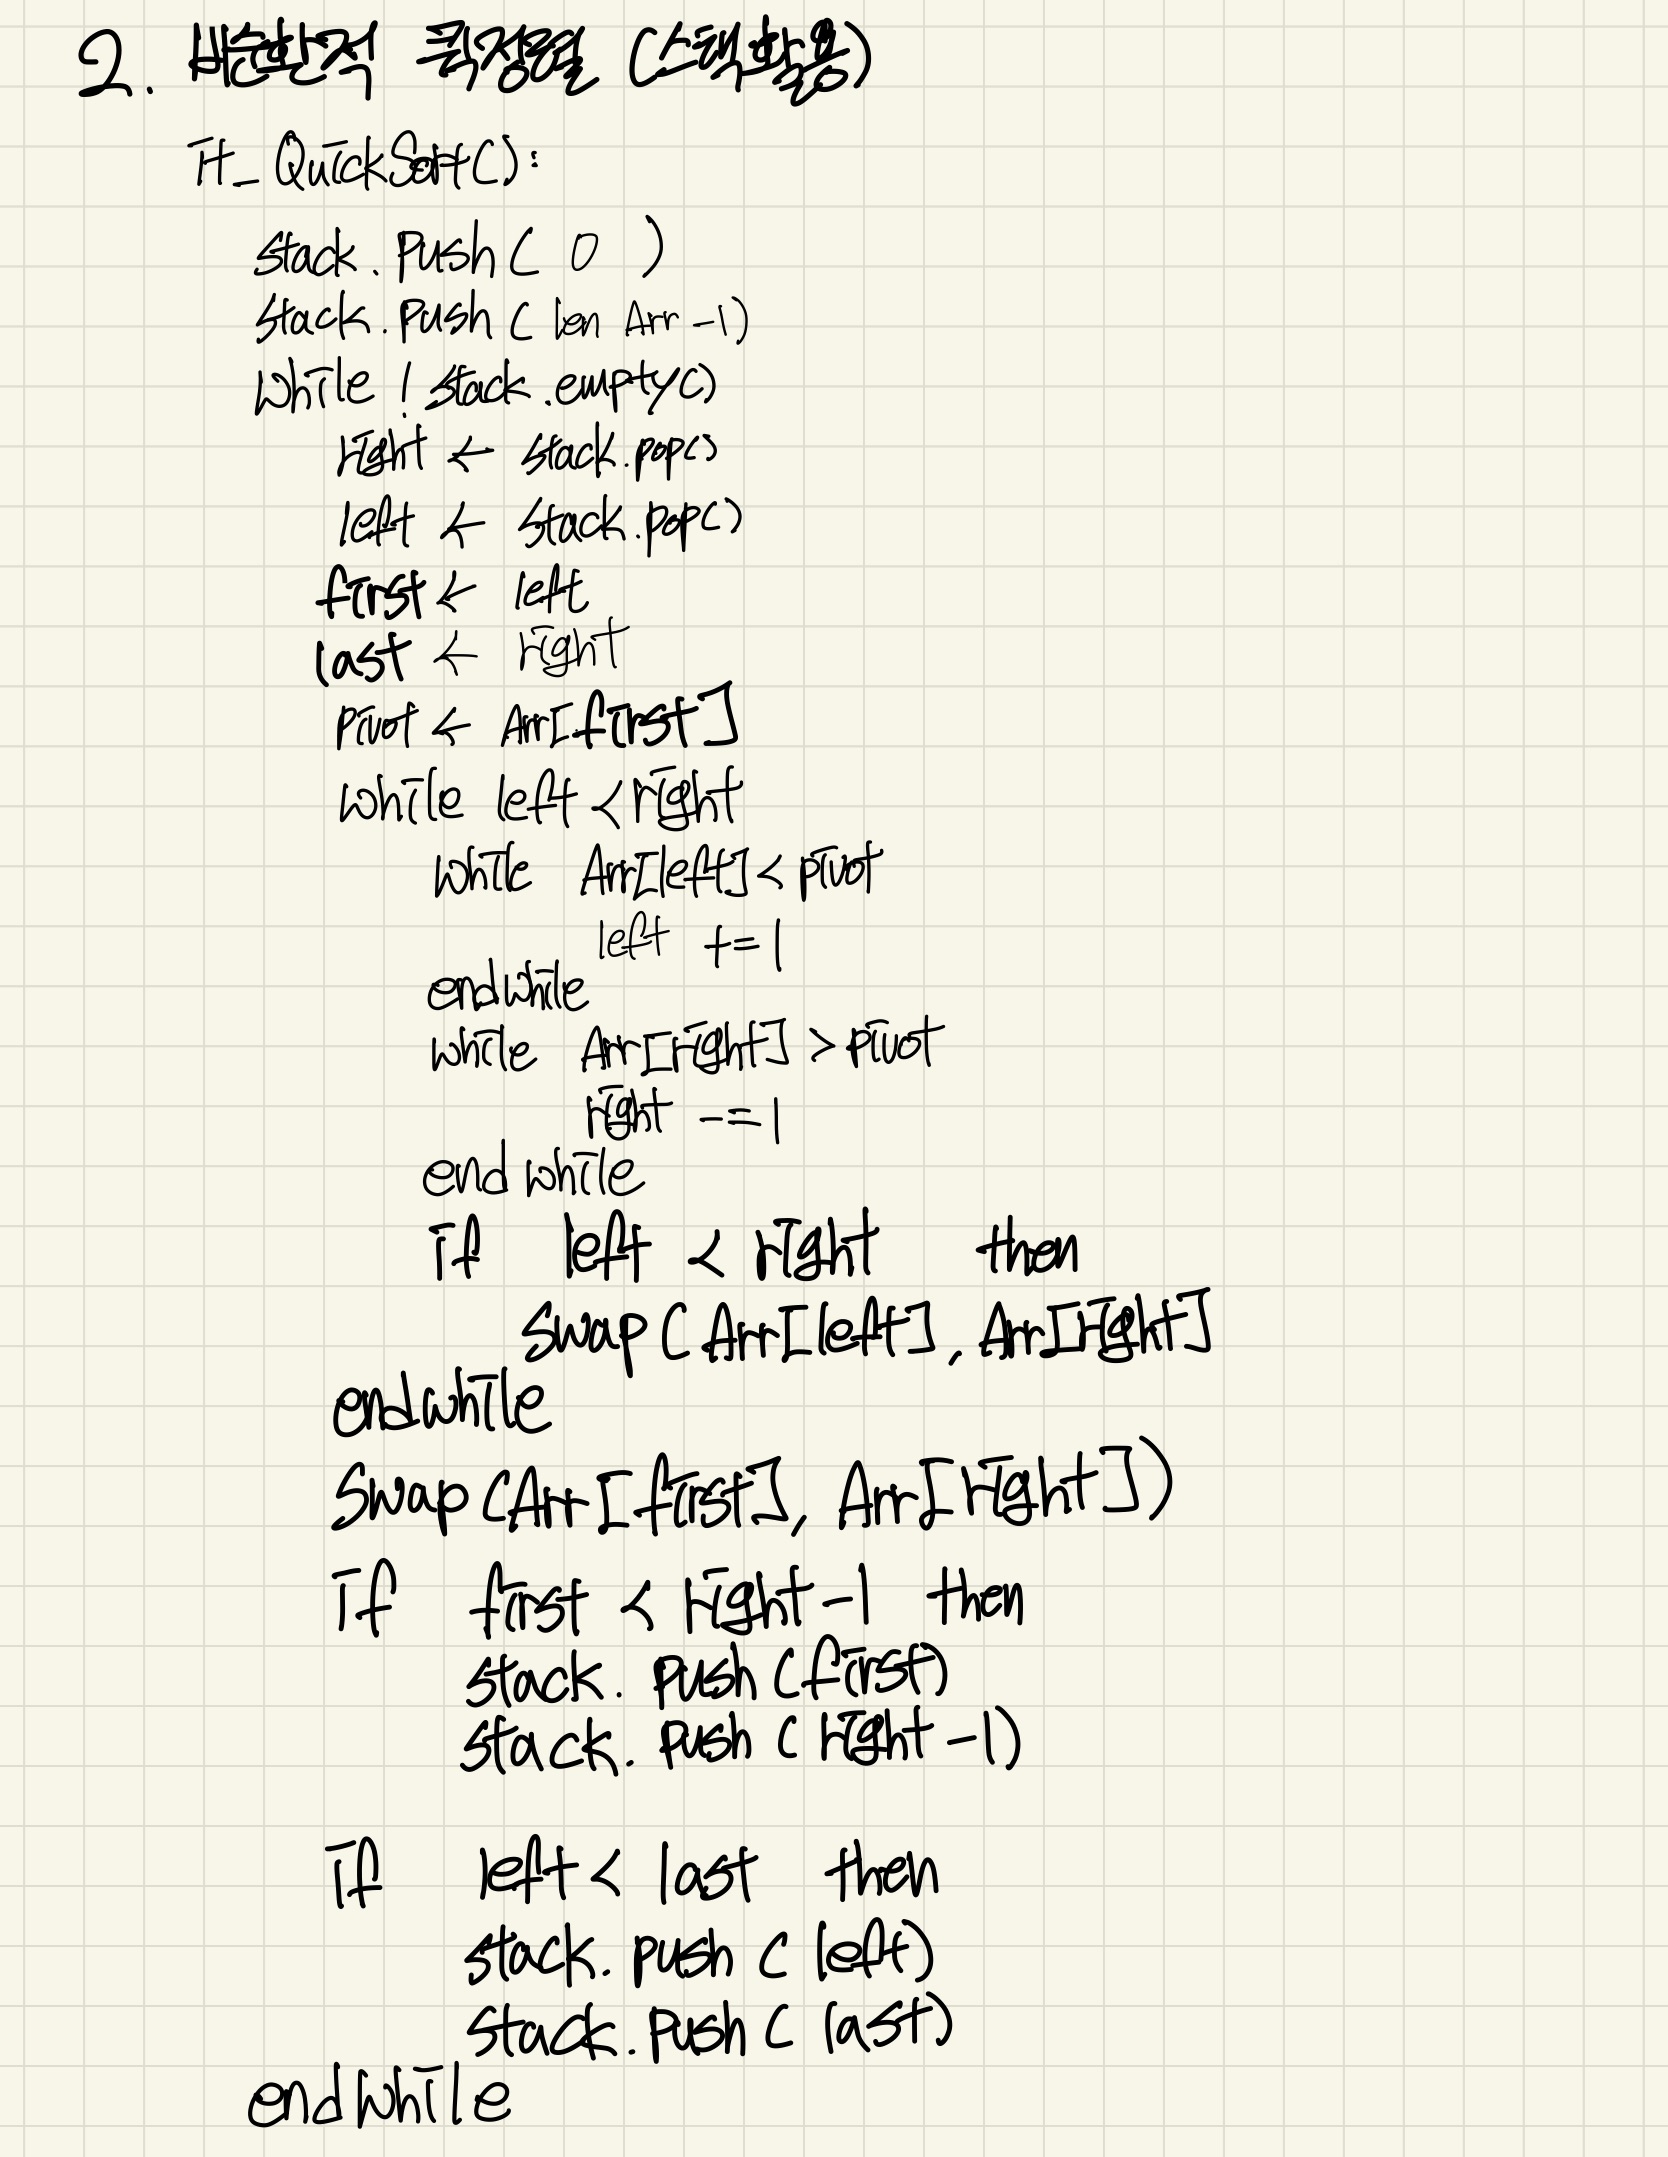 2. 비순환적 퀵정렬 (스택활용)
It_QuickSort():
stack.push( 0 )
stack.push( len Arr -1)
while ! stack.empty()
right ← stack.pop()
left ← stack.pop()
first ← left
last ← right
pivot ← Arr[first]
while left < right
while Arr[left] < pivot
left += 1
endwhile
while Arr[right] > pivot
right -= 1
end while
if left < right then
swap (Arr[left], Arr[right]
endwhile
swap (Arr[first], Arr[right])
if first < right -1 then
stack. push (first)
stack. push ( right -1)
if left < last then
stack. push ( left)
stack. push ( last)
endwhile